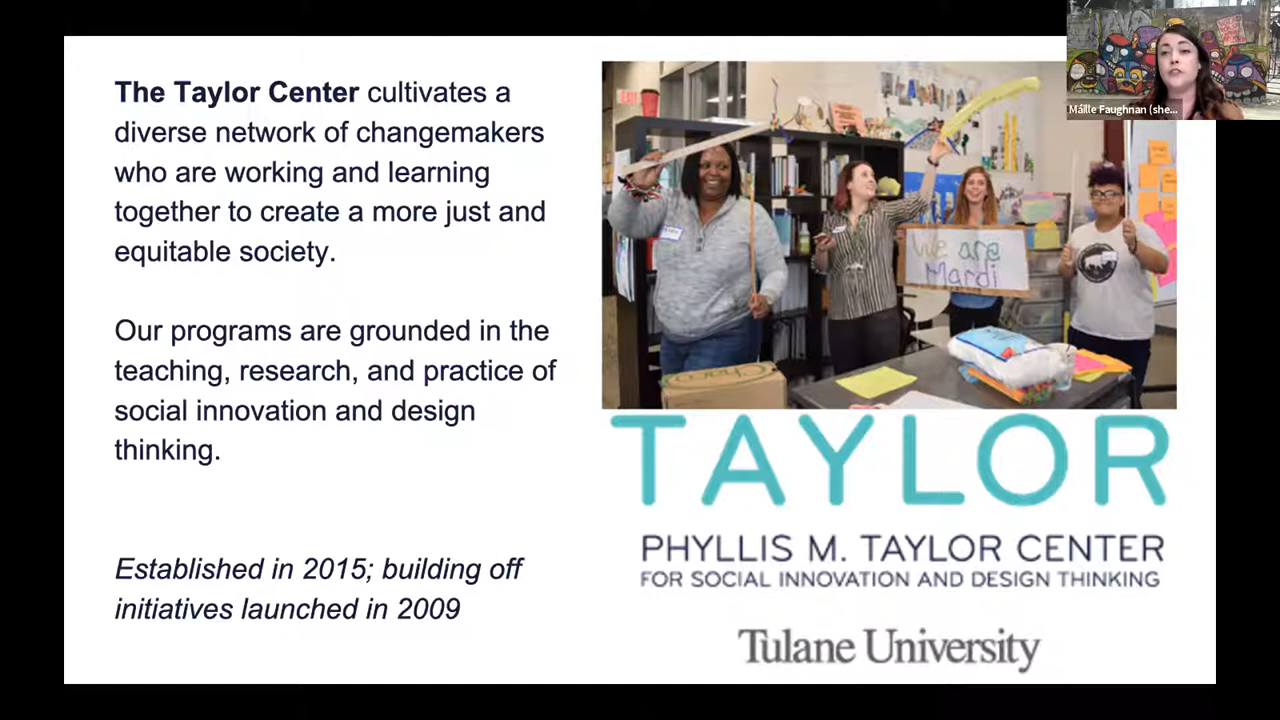 The Taylor Center cultivates a
diverse network of changemakers
who are working and learning
together to create a more just and
equitable society.
Our programs are grounded in the
teaching, research, and practice of
social innovation and design
thinking.
Established in 2015; building off
initiatives launched in 2009
EXIT
We are
Mardi
Choco
TAYLOR
PHYLLIS M. TAYLOR CENTER
FOR SOCIAL INNOVATION AND DESIGN THINKING
Tulane University
Máille Faughnan (she...